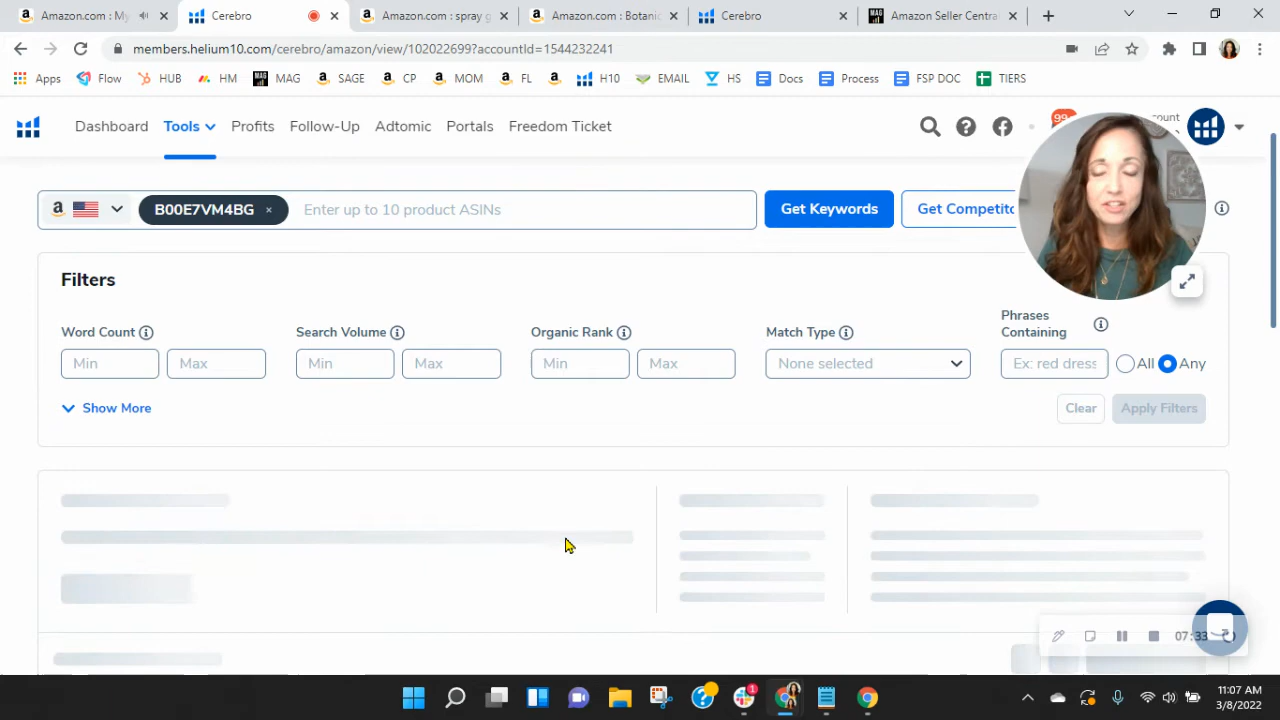 Amazon.com : My
Cerebro
Amazon.com : spray g
Amazon.com : Botani
Cerebro
Amazon Seller Centra
members.helium10.com/cerebro/amazon/view/102022699?accountId=1544232241
Apps
Flow
HUB
HM
MAG
SAGE
CP
MOM
FL
H10
EMAIL
HS
Docs
Process
FSP DOC
TIERS
Dashboard
Tools
Profits
Follow-Up
Adtomic
Portals
Freedom Ticket
99+
count
B00E7VM4BG
Enter up to 10 product ASINs
Get Keywords
Get Competito
Filters
Word Count
Search Volume
Organic Rank
Match Type
Phrases
Containing
Min
Max
Min
Max
Min
Max
None selected
Ex: red dress
All
Any
Show More
Clear
Apply Filters
07:33
11:07 AM
3/8/2022